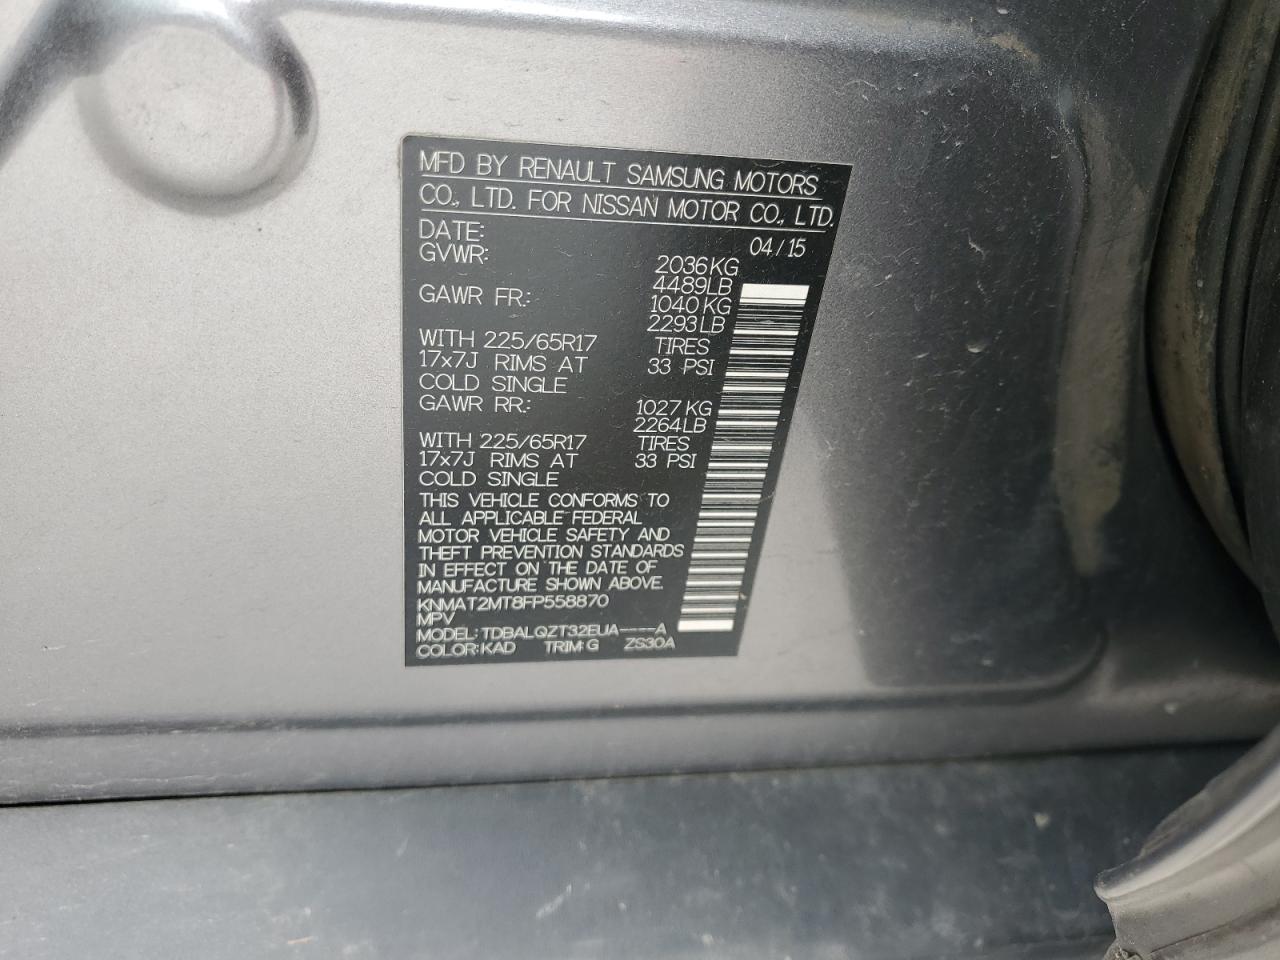 MFD BY RENAULT SAMSUNG MOTORS
CO., LTD. FOR NISSAN MOTOR CO., LTD.
DATE: 04/15
GVWR: 2036KG
4489LB
GAWR FR: 1040KG
2293LB
WITH 225/65R17 TIRES
17x7J RIMS AT 33 PSI
COLD SINGLE
GAWR RR: 1027KG
2264LB
WITH 225/65R17 TIRES
17x7J RIMS AT 33 PSI
COLD SINGLE
THIS VEHICLE CONFORMS TO
ALL APPLICABLE FEDERAL
MOTOR VEHICLE SAFETY AND
THEFT PREVENTION STANDARDS
IN EFFECT ON THE DATE OF
MANUFACTURE SHOWN ABOVE.
KNMAT2MT8FP558870
MPV
MODEL: TDBALQZT32EUA----A
COLOR:KAD TRIM:G ZS30A